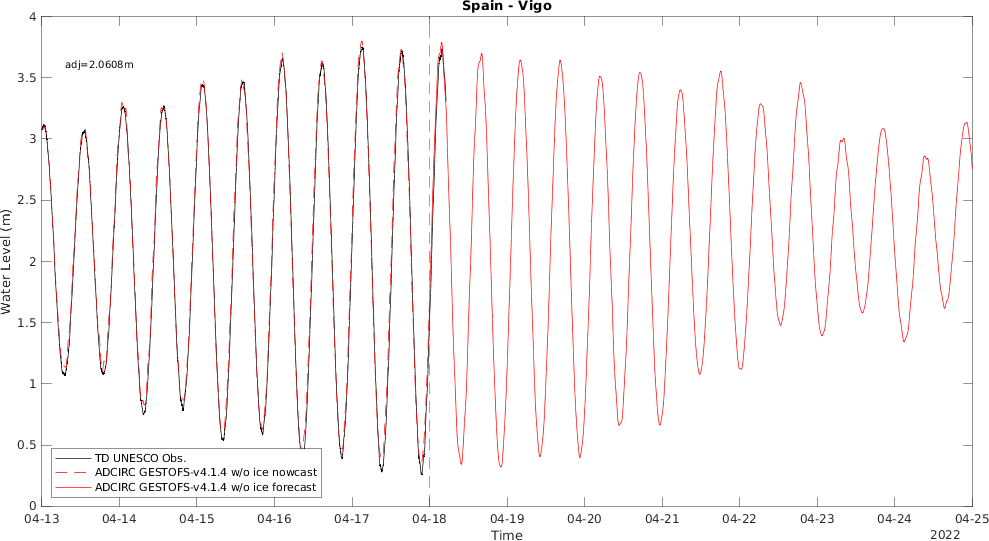 Spain - Vigo
adj=2.0608m
4
3.5
3
2.5
2
1.5
1
0.5
0
Water Level (m)
TD UNESCO Obs.
ADCIRC GESTOFS-v4.1.4 w/o ice nowcast
ADCIRC GESTOFS-v4.1.4 w/o ice forecast
04-13 04-14 04-15 04-16 04-17 04-18 04-19 04-20 04-21 04-22 04-23 04-24 04-25
Time
2022